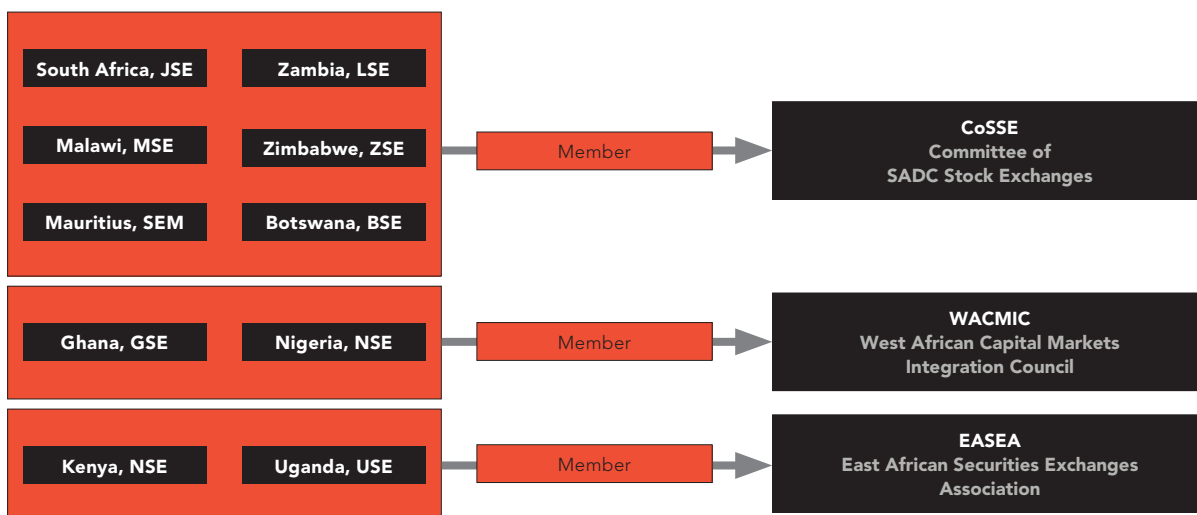 South Africa, JSE
Zambia, LSE
Malawi, MSE
Zimbabwe, ZSE
Mauritius, SEM
Botswana, BSE
Member
CoSSE
Committee of
SADC Stock Exchanges
Ghana, GSE
Nigeria, NSE
Member
WACMIC
West African Capital Markets
Integration Council
Kenya, NSE
Uganda, USE
Member
EASEA
East African Securities Exchanges
Association